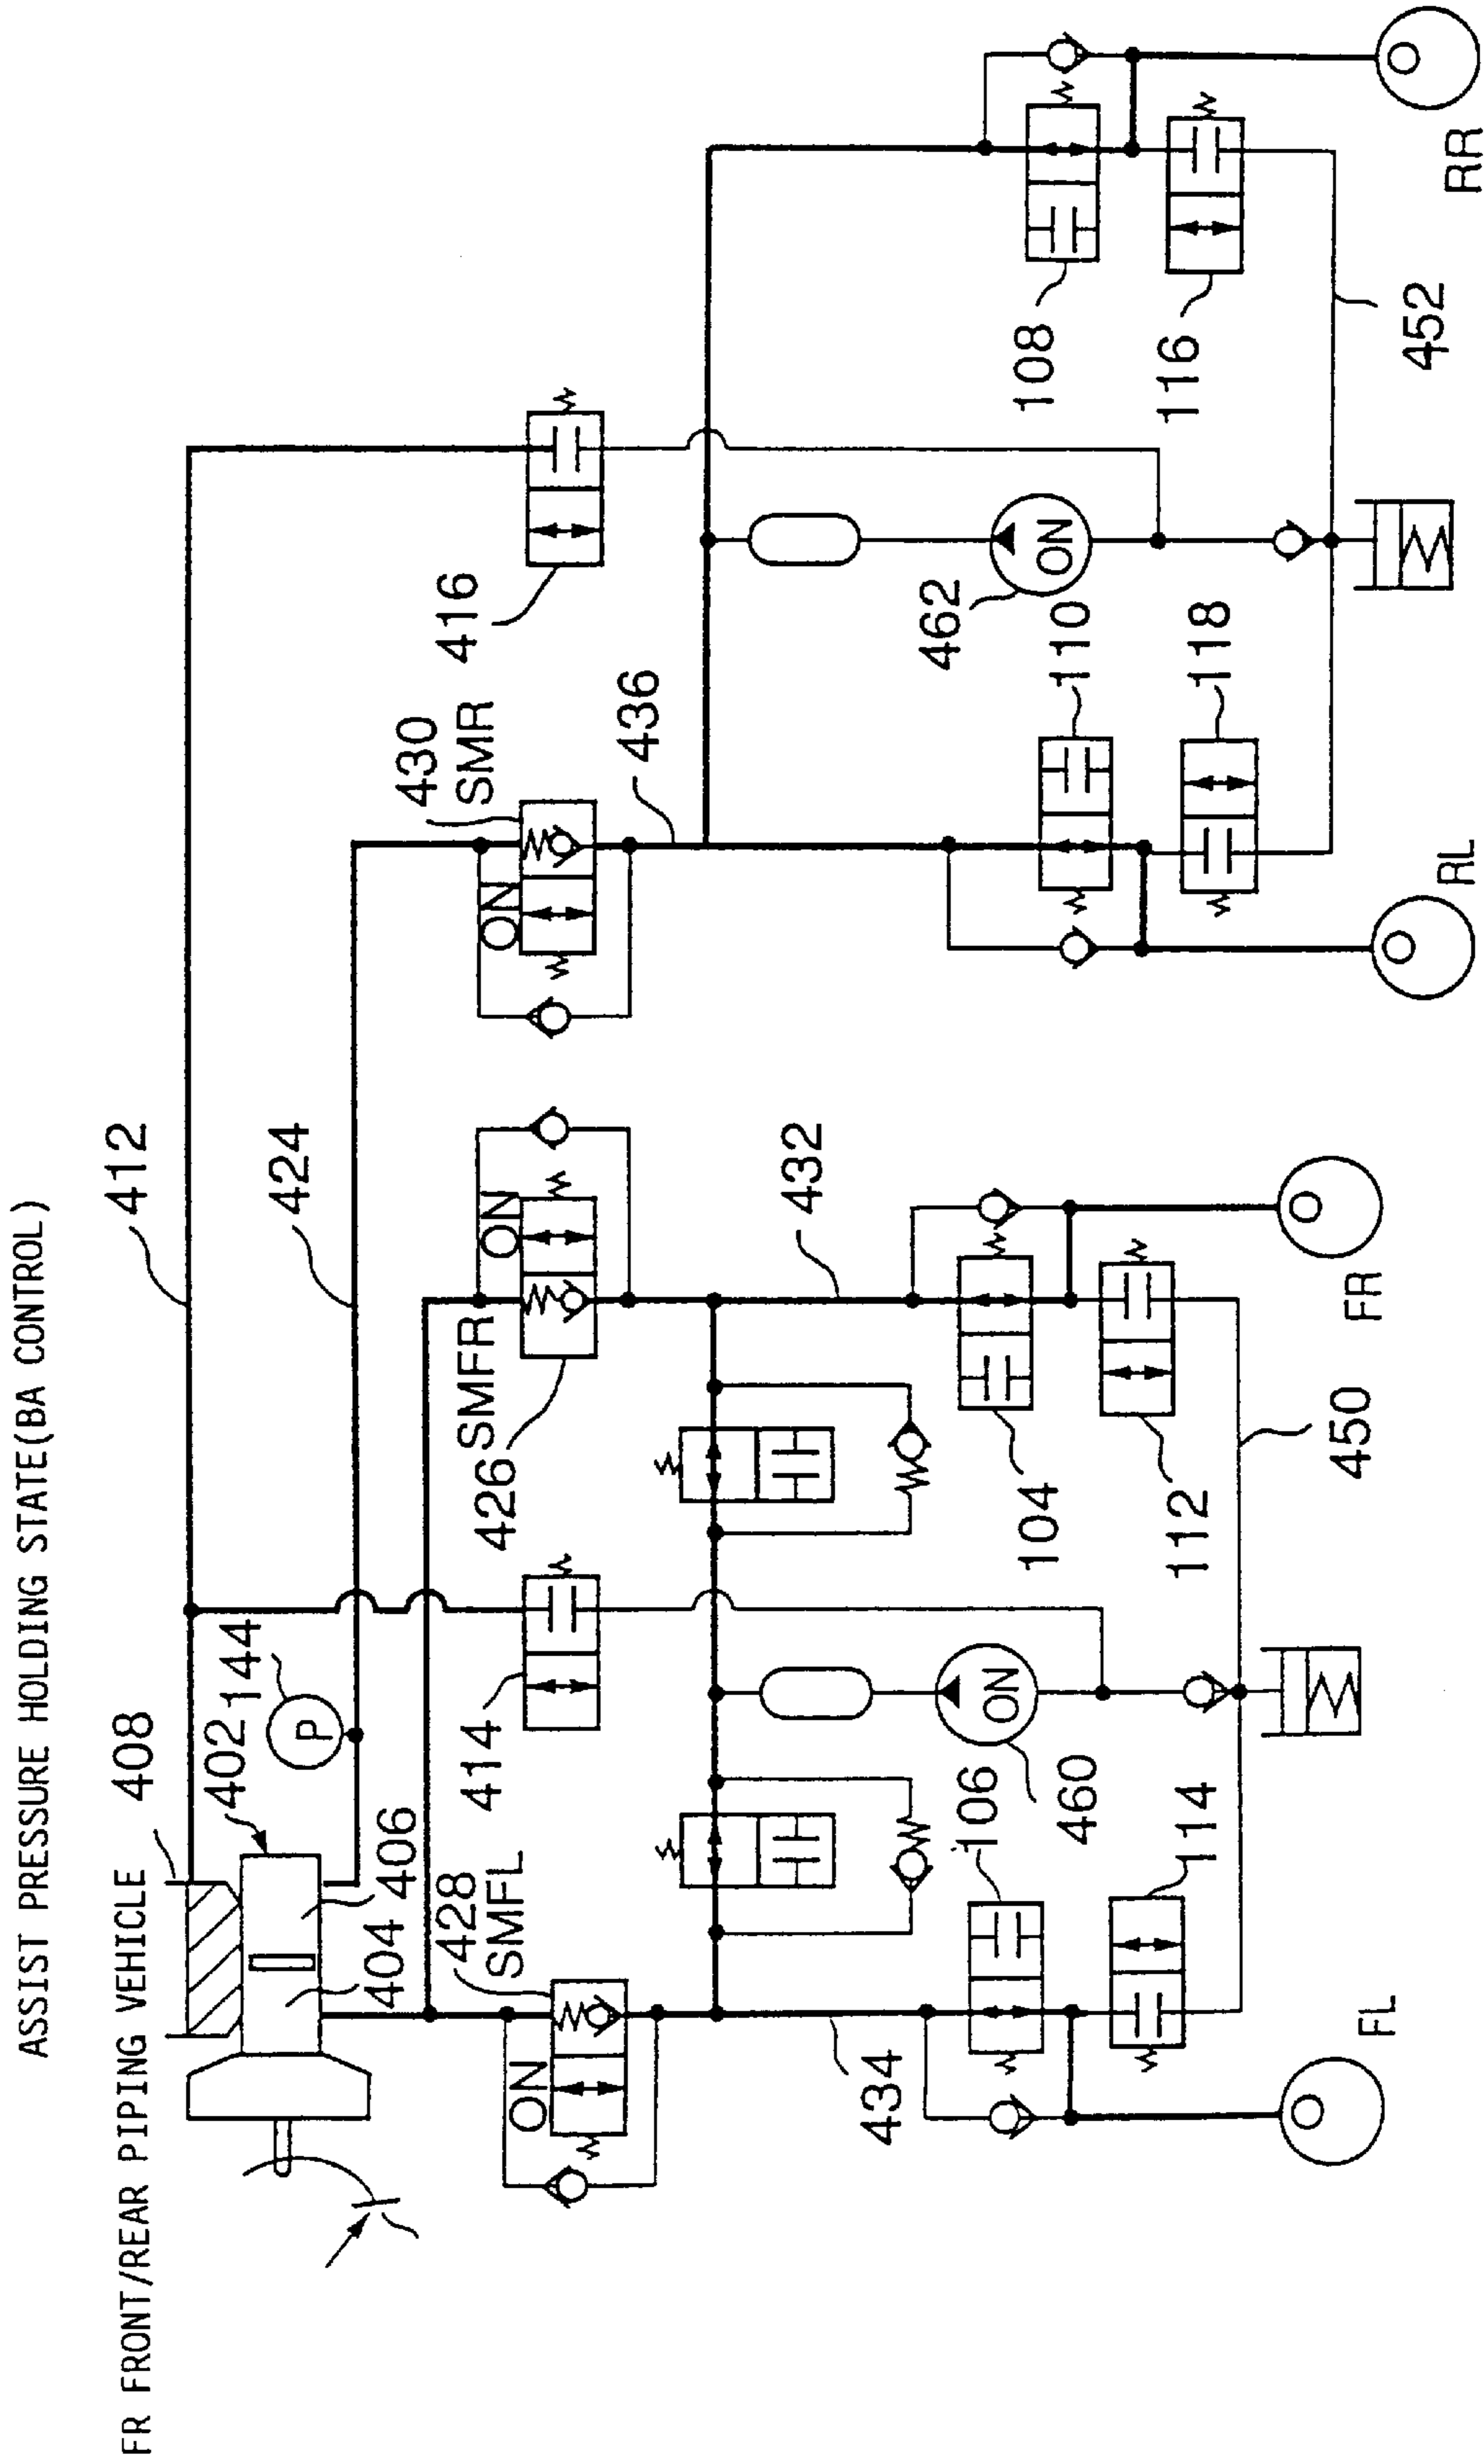 ASSIST PRESSURE HOLDING STATE(BA CONTROL)
FR FRONT/REAR PIPING VEHICLE
408
402
144
P
412
424
404
406
428
SMFL
ON
414
426
SMFR
ON
430
SMR
ON
416
436
434
432
106
460
ON
104
114
112
450
462
ON
110
118
108
116
452
FL
FR
RL
RR